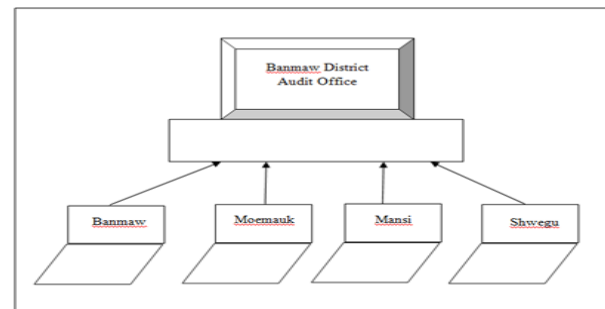 Banmaw District
Audit Office
Banmaw
Moemauk
Mansi
Shwegu